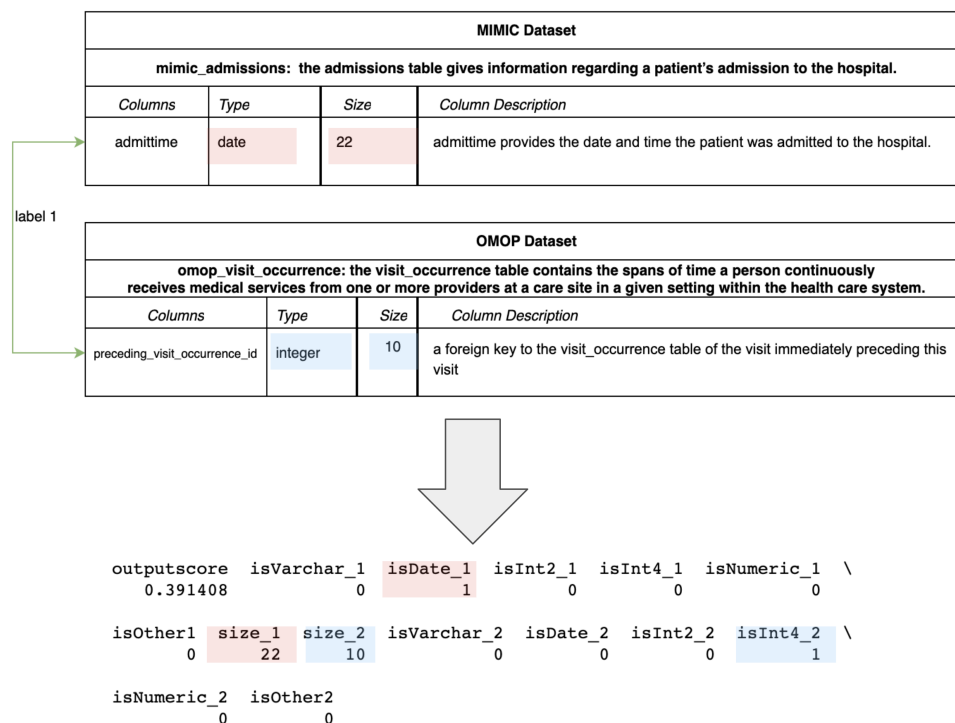 MIMIC Dataset
mimic_admissions: the admissions table gives information regarding a patient's admission to the hospital.
Columns Type Size Column Description
admittime date 22 admittime provides the date and time the patient was admitted to the hospital.
label 1
OMOP Dataset
omop_visit_occurrence: the visit_occurrence table contains the spans of time a person continuously
receives medical services from one or more providers at a care site in a given setting within the health care system.
Columns Type Size Column Description
preceding_visit_occurrence_id integer 10 a foreign key to the visit_occurrence table of the visit immediately preceding this
visit
outputscore isVarchar_1 isDate_1 isInt2_1 isInt4_1 isNumeric_1 \
0.391408 0 1 0 0 0
isOther1 size_1 size_2 isVarchar_2 isDate_2 isInt2_2 isInt4_2 \
0 22 10 0 0 0 1
isNumeric_2 isOther2
0 0